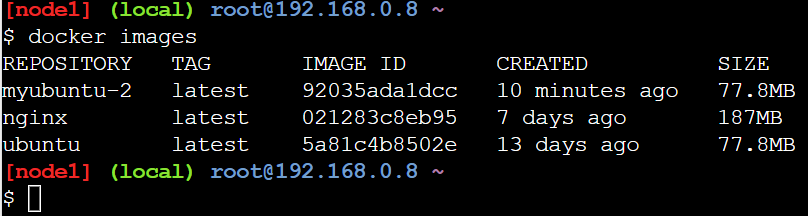 [node1] (local) root@192.168.0.8 ~
$ docker images
REPOSITORY TAG IMAGE ID CREATED SIZE
myubuntu-2 latest 92035ada1dcc 10 minutes ago 77.8MB
nginx latest 021283c8eb95 7 days ago 187MB
ubuntu latest 5a81c4b8502e 13 days ago 77.8MB
[node1] (local) root@192.168.0.8 ~
$